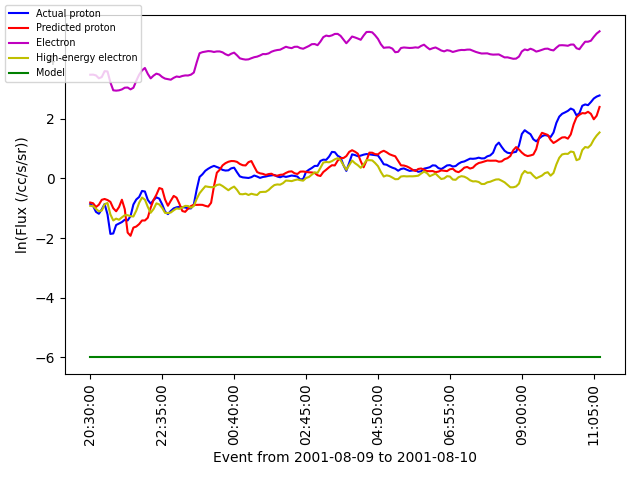 Actual proton
Predicted proton
Electron
High-energy electron
Model
ln(Flux (/cc/s/sr))
2
0
−2
−4
−6
20:30:00
22:35:00
00:40:00
02:45:00
04:50:00
06:55:00
09:00:00
11:05:00
Event from 2001-08-09 to 2001-08-10